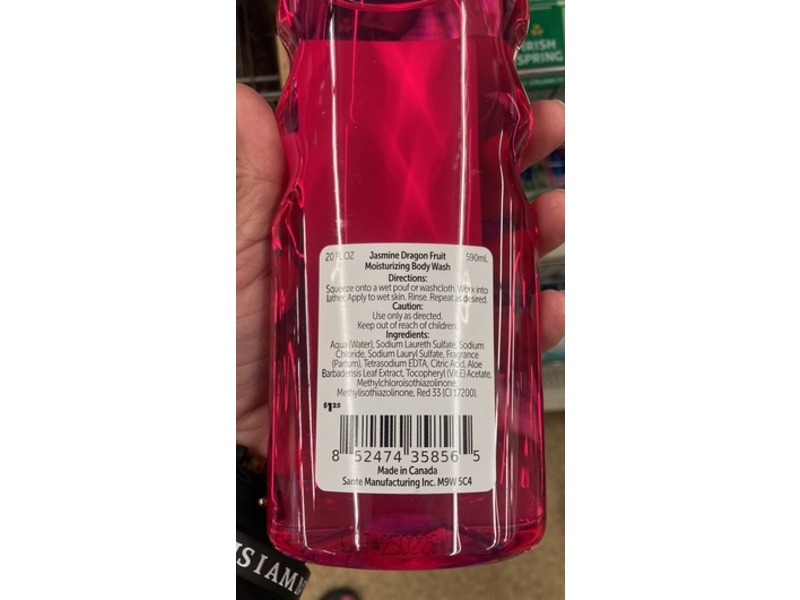 IRISH
SPRING
20 FL OZ Jasmine Dragon Fruit 590mL
Moisturizing Body Wash
Directions:
Squeeze onto a wet pouf or washcloth. Work into
lather. Apply to wet skin. Rinse. Repeat as desired.
Caution:
Use only as directed.
Keep out of reach of children.
Ingredients:
Aqua (Water), Sodium Laureth Sulfate, Sodium
Chloride, Sodium Lauryl Sulfate, Fragrance
(Parfum), Tetrasodium EDTA, Citric Acid, Aloe
Barbadensis Leaf Extract, Tocopheryl (Vit.E) Acetate,
Methylchloroisothiazolinone,
Methylisothiazolinone, Red 33 (CI 17200).
$1.25
8 52474 35856 5
Made in Canada
Sante Manufacturing Inc. M9W 5C4
S I AM